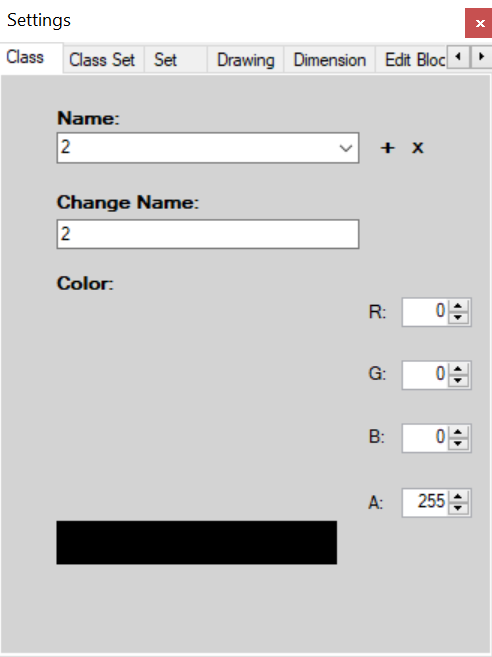 Settings
Class Class Set Set Drawing Dimension Edit Bloc
Name:
2
+ x
Change Name:
2
Color:
R: 0
G: 0
B: 0
A: 255